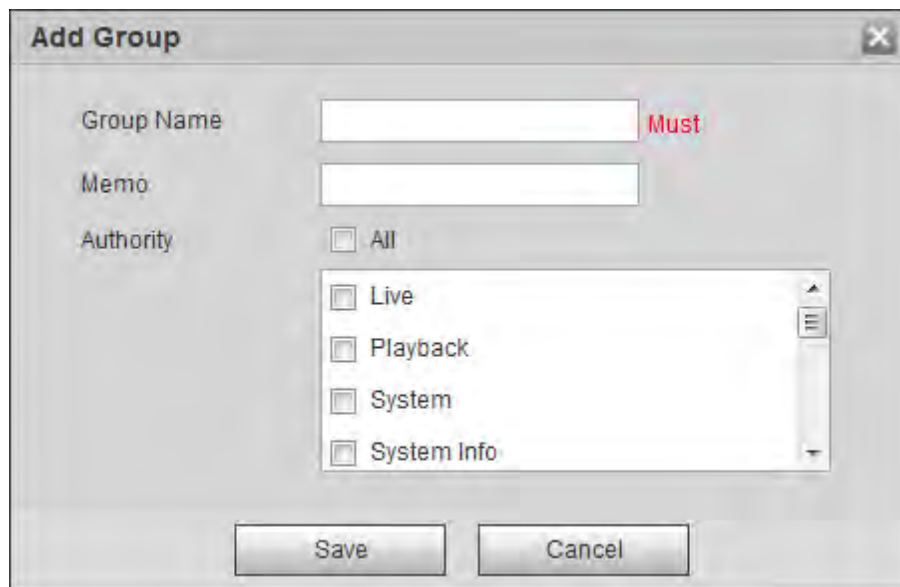 Add Group
Group Name Must
Memo
Authority All
Live
Playback
System
System Info
Save Cancel